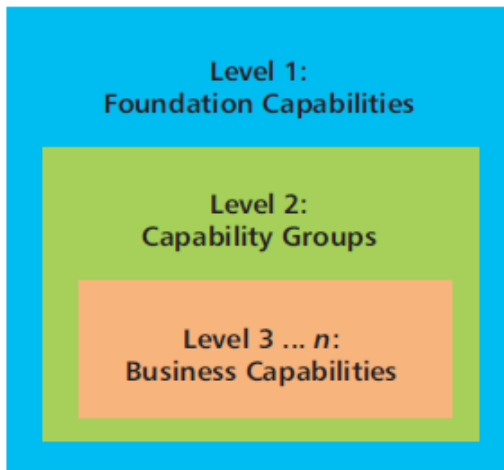 Level 1:
Foundation Capabilities
Level 2:
Capability Groups
Level 3 ... n:
Business Capabilities